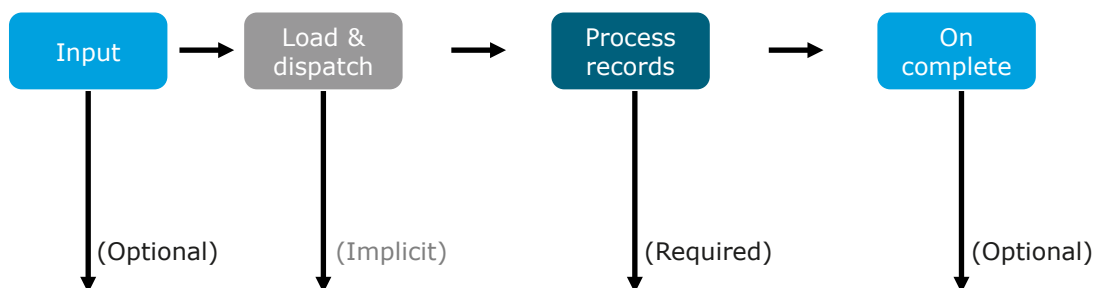 Input
Load &
dispatch
Process
records
On
complete
(Optional)
(Implicit)
(Required)
(Optional)